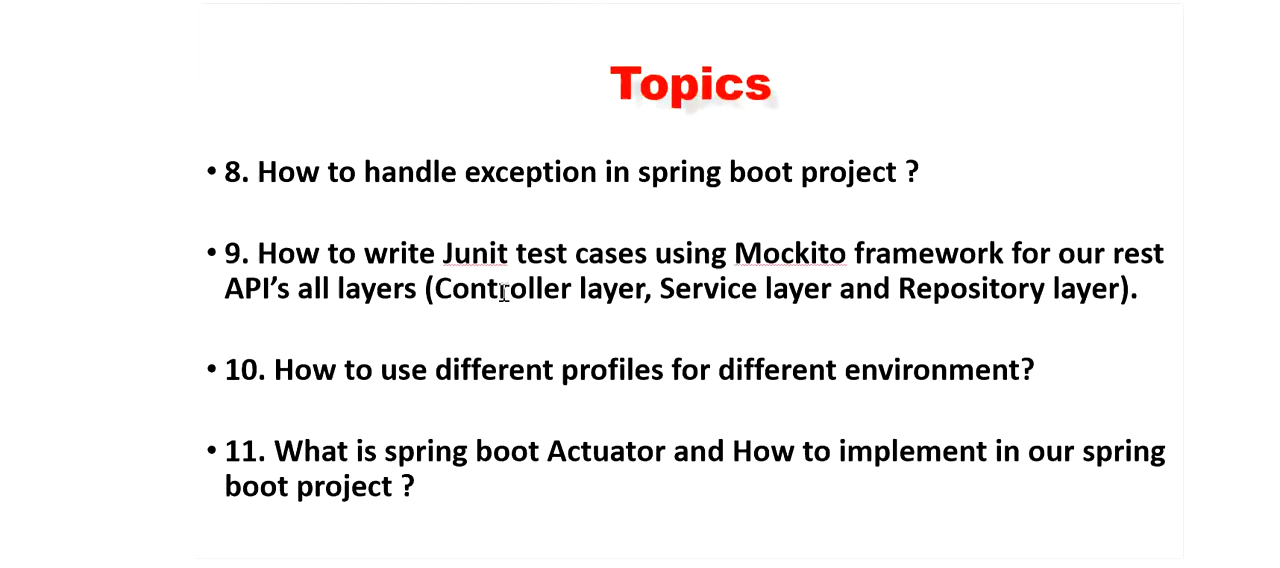 Topics
• 8. How to handle exception in spring boot project ?
• 9. How to write Junit test cases using Mockito framework for our rest
API’s all layers (Controller layer, Service layer and Repository layer).
• 10. How to use different profiles for different environment?
• 11. What is spring boot Actuator and How to implement in our spring
boot project ?